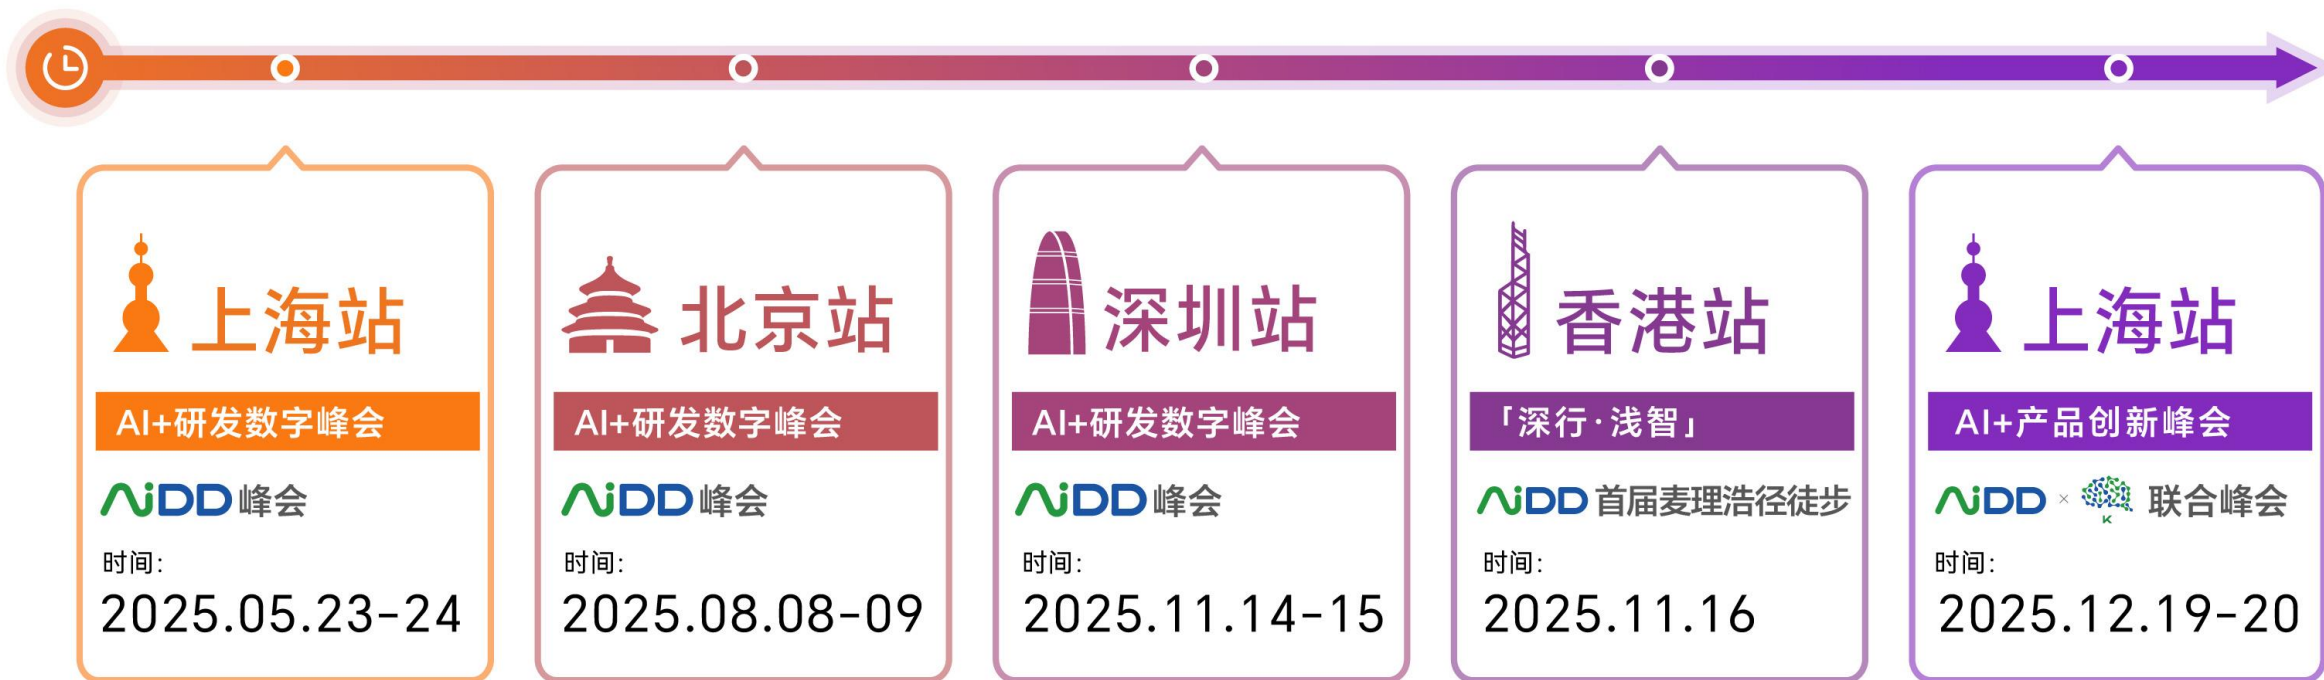 上海站
AI+研发数字峰会
AiDD峰会
时间:
2025.05.23-24
北京站
AI+研发数字峰会
AiDD峰会
时间:
2025.08.08-09
深圳站
AI+研发数字峰会
AiDD峰会
时间:
2025.11.14-15
香港站
「深行·浅智」
AiDD首届麦理浩径徒步
时间:
2025.11.16
上海站
AI+产品创新峰会
AiDD × K 联合峰会
时间:
2025.12.19-20